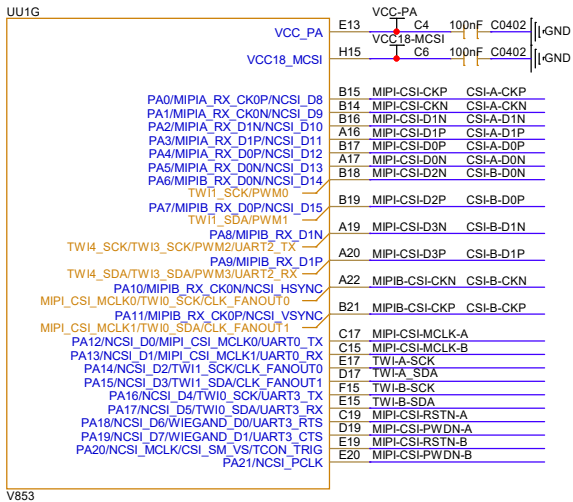 UU1G
VCC_PA E13 VCC-PA C4 100nF C0402 GND
VCC18_MCSI H15 VCC18-MCSI C6 100nF C0402 GND
PA0/MIPIA_RX_CK0P/NCSI_D8 B15 MIPI-CSI-CKP CSI-A-CKP
PA1/MIPIA_RX_CK0N/NCSI_D9 B14 MIPI-CSI-CKN CSI-A-CKN
PA2/MIPIA_RX_D1N/NCSI_D10 B16 MIPI-CSI-D1N CSI-A-D1N
PA3/MIPIA_RX_D1P/NCSI_D11 A16 MIPI-CSI-D1P CSI-A-D1P
PA4/MIPIA_RX_D0P/NCSI_D12 B17 MIPI-CSI-D0P CSI-A-D0P
PA5/MIPIA_RX_D0N/NCSI_D13 A17 MIPI-CSI-D0N CSI-A-D0N
PA6/MIPIB_RX_D0N/NCSI_D14 B18 MIPI-CSI-D2N CSI-B-D0N
TWI1_SCK/PWM0
PA7/MIPIB_RX_D0P/NCSI_D15 B19 MIPI-CSI-D2P CSI-B-D0P
TWI1_SDA/PWM1
PA8/MIPIB_RX_D1N A19 MIPI-CSI-D3N CSI-B-D1N
TWI4_SCK/TWI3_SCK/PWM2/UART2_TX
PA9/MIPIB_RX_D1P A20 MIPI-CSI-D3P CSI-B-D1P
TWI4_SDA/TWI3_SDA/PWM3/UART2_RX
PA10/MIPIB_RX_CK0N/NCSI_HSYNC A22 MIPIB-CSI-CKN CSI-B-CKN
MIPI_CSI_MCLK0/TWI0_SCK/CLK_FANOUT0
PA11/MIPIB_RX_CK0P/NCSI_VSYNC B21 MIPIB-CSI-CKP CSI-B-CKP
MIPI_CSI_MCLK1/TWI0_SDA/CLK_FANOUT1
PA12/NCSI_D0/MIPI_CSI_MCLK0/UART0_TX C17 MIPI-CSI-MCLK-A
PA13/NCSI_D1/MIPI_CSI_MCLK1/UART0_RX C15 MIPI-CSI-MCLK-B
PA14/NCSI_D2/TWI1_SCK/CLK_FANOUT0 E17 TWI-A-SCK
PA15/NCSI_D3/TWI1_SDA/CLK_FANOUT1 D17 TWI-A_SDA
PA16/NCSI_D4/TWI0_SCK/UART3_TX F15 TWI-B-SCK
PA17/NCSI_D5/TWI0_SDA/UART3_RX E15 TWI-B-SDA
PA18/NCSI_D6/WIEGAND_D0/UART3_RTS C19 MIPI-CSI-RSTN-A
PA19/NCSI_D7/WIEGAND_D1/UART3_CTS D19 MIPI-CSI-PWDN-A
PA20/NCSI_MCLK/CSI_SM_VS/TCON_TRIG E19 MIPI-CSI-RSTN-B
PA21/NCSI_PCLK E20 MIPI-CSI-PWDN-B
V853